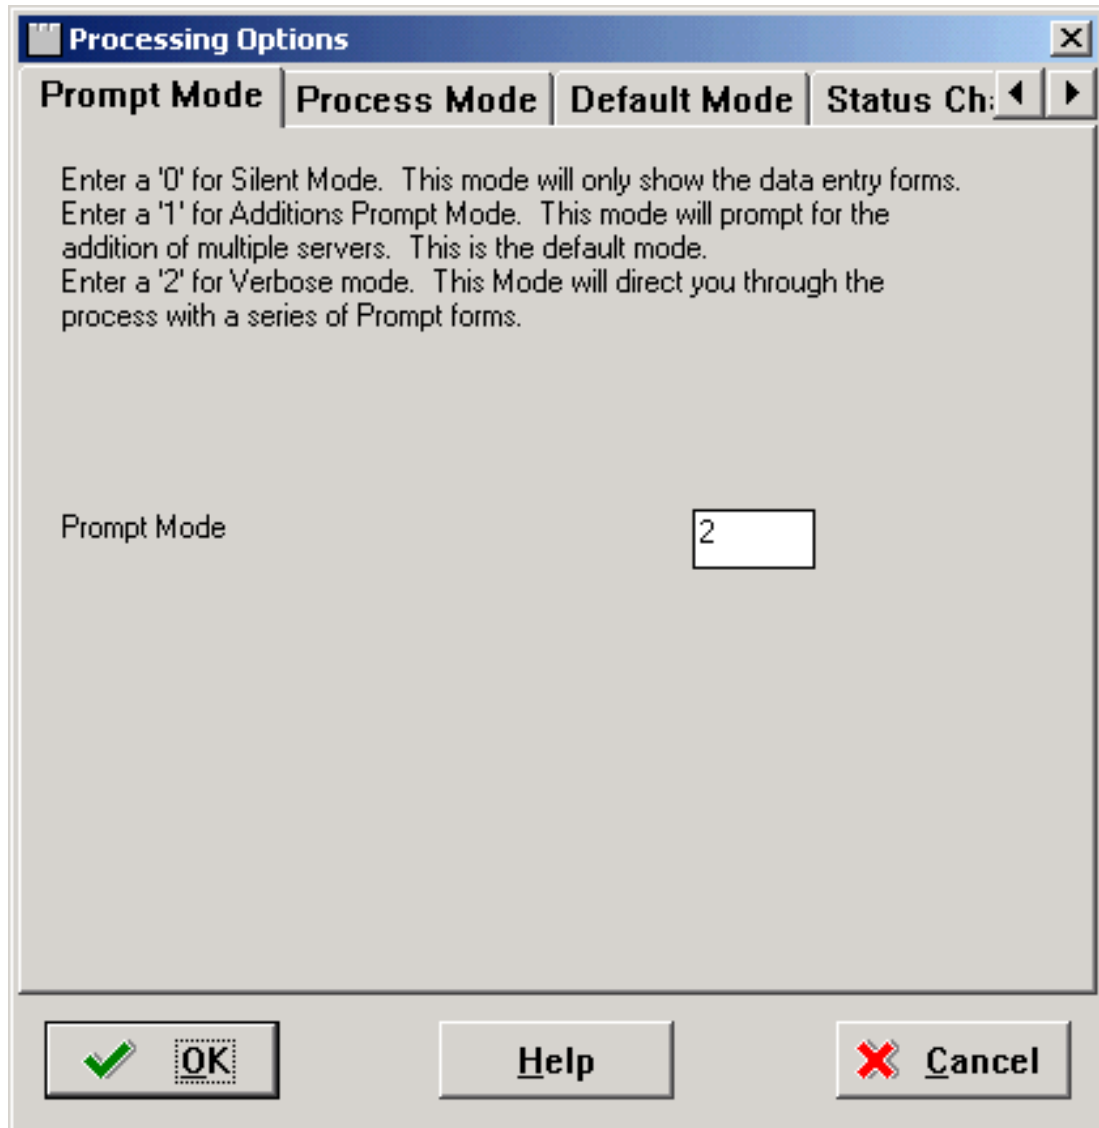 Processing Options
Prompt Mode Process Mode Default Mode Status Ch
Enter a '0' for Silent Mode. This mode will only show the data entry forms.
Enter a '1' for Additions Prompt Mode. This mode will prompt for the
addition of multiple servers. This is the default mode.
Enter a '2' for Verbose mode. This Mode will direct you through the
process with a series of Prompt forms.
Prompt Mode 2
OK Help Cancel